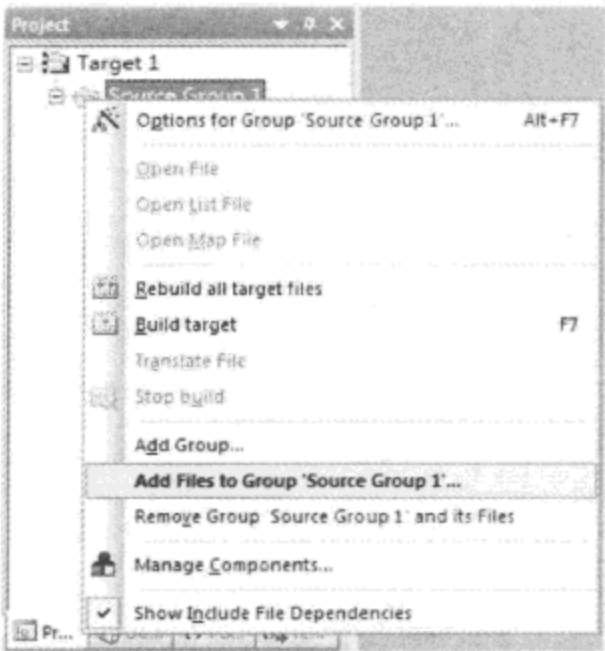 Project
Target 1
Source Group 1
Options for Group 'Source Group 1'... Alt+F7
Open File
Open List File
Open Map File
Rebuild all target files
Build target F7
Translate File
Stop build
Add Group...
Add Files to Group 'Source Group 1'...
Remove Group 'Source Group 1' and its Files
Manage Components...
Show Include File Dependencies
Pr...